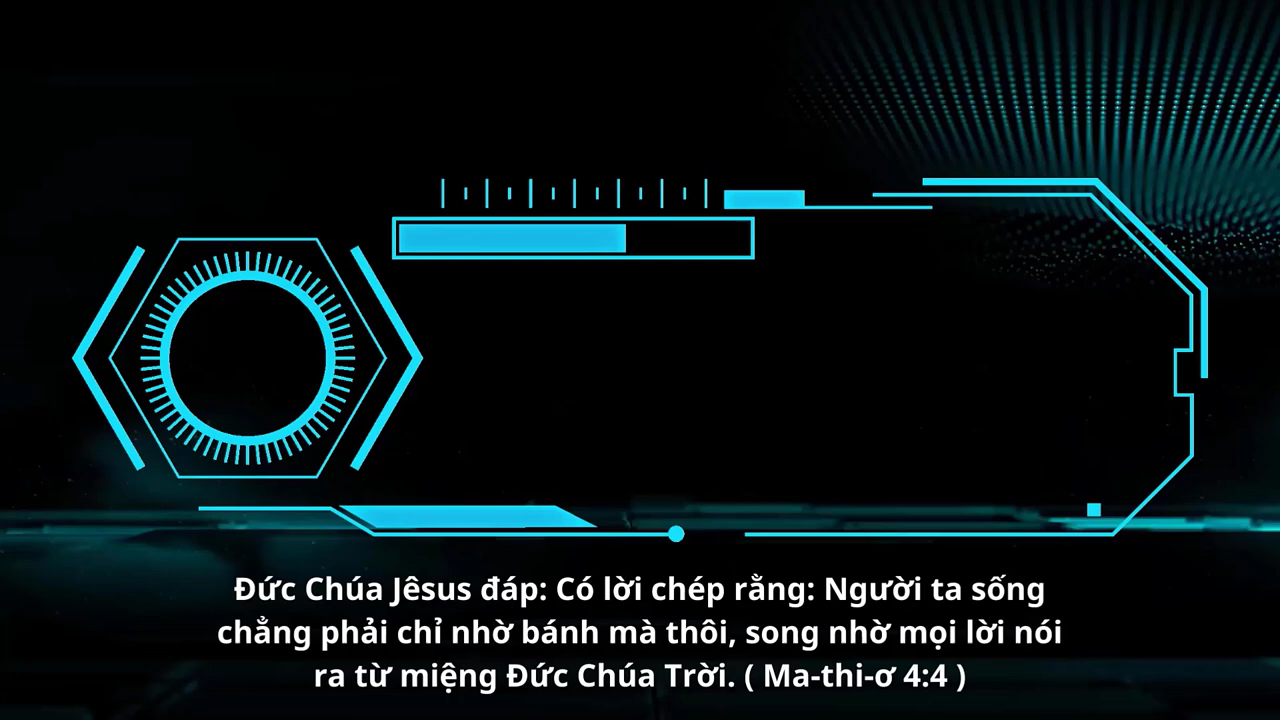 Đức Chúa Jêsus đáp: Có lời chép rằng: Người ta sống
chẳng phải chỉ nhờ bánh mà thôi, song nhờ mọi lời nói
ra từ miệng Đức Chúa Trời. ( Ma-thi-ơ 4:4 )